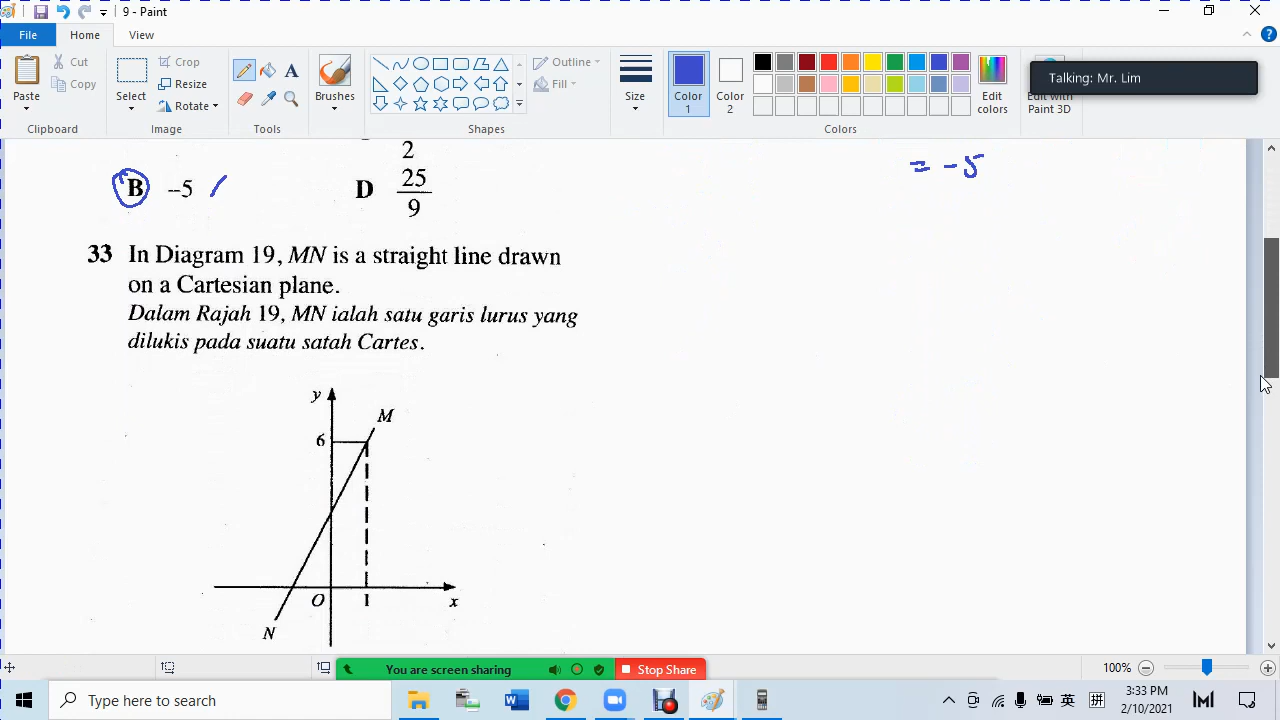 9 - Paint
File Home View
Paste Cut Copy Clipboard
Select Crop Resize Rotate Image
A Tools
Brushes
Outline Fill Shapes
Size
Color 1 Color 2
Edit colors Colors
Edit with Paint 3D
Talking: Mr. Lim
2
= -5
B --5 D 25
9
33 In Diagram 19, MN is a straight line drawn
on a Cartesian plane.
Dalam Rajah 19, MN ialah satu garis lurus yang
dilukis pada suatu satah Cartes.
y
M
6
O 1 x
N
You are screen sharing Stop Share
100%
Type here to search
英 拼 3:33 PM
2/10/2021